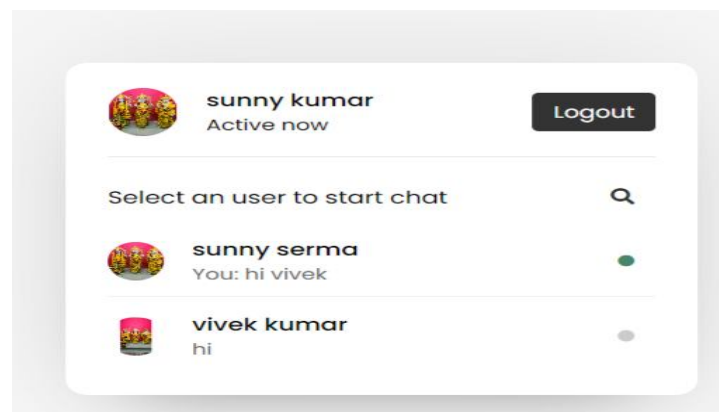 sunny kumar
Active now
Logout
Select an user to start chat
sunny serma
You: hi vivek
vivek kumar
hi